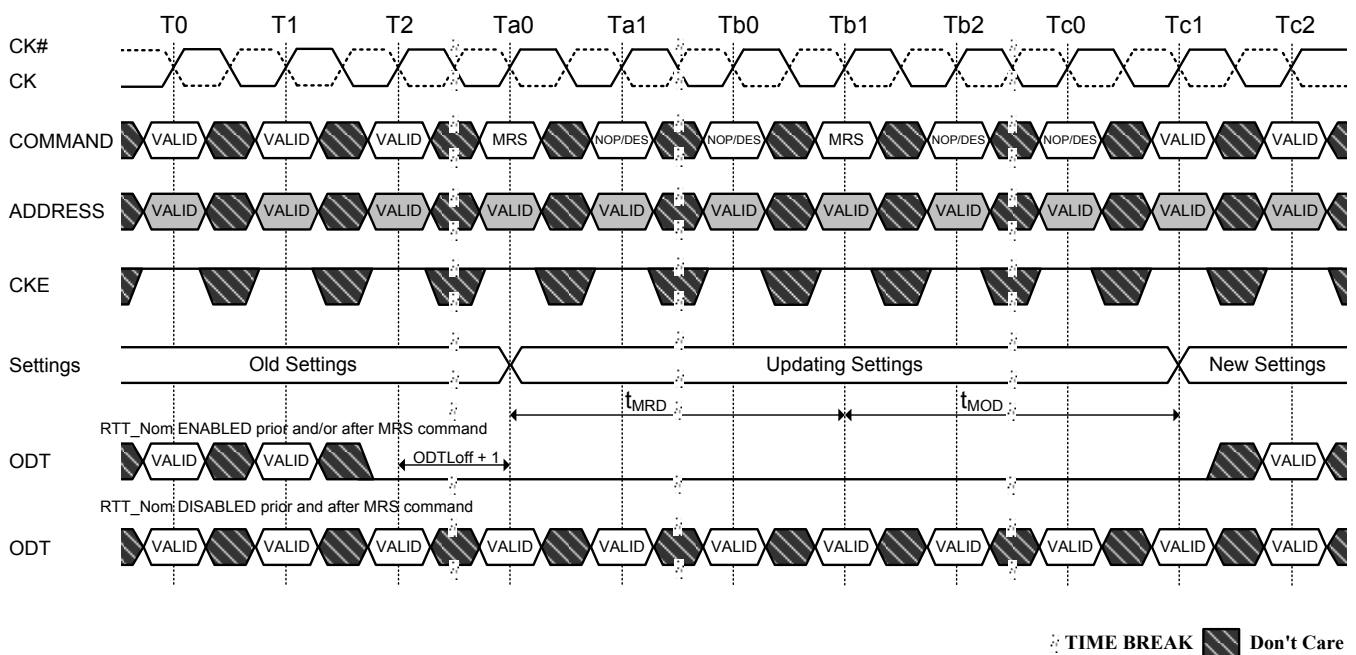 T0 T1 T2 Ta0 Ta1 Tb0 Tb1 Tb2 Tc0 Tc1 Tc2
CK#
CK
COMMAND VALID VALID VALID MRS NOP/DES NOP/DES MRS NOP/DES NOP/DES VALID VALID
ADDRESS VALID VALID VALID VALID VALID VALID VALID VALID VALID VALID VALID
CKE
Settings Old Settings Updating Settings New Settings
tMRD tMOD
RTT_Nom ENABLED prior and/or after MRS command
ODT VALID VALID ODTLoff + 1 VALID
RTT_Nom DISABLED prior and after MRS command
ODT VALID VALID VALID VALID VALID VALID VALID VALID VALID VALID VALID
TIME BREAK Don't Care